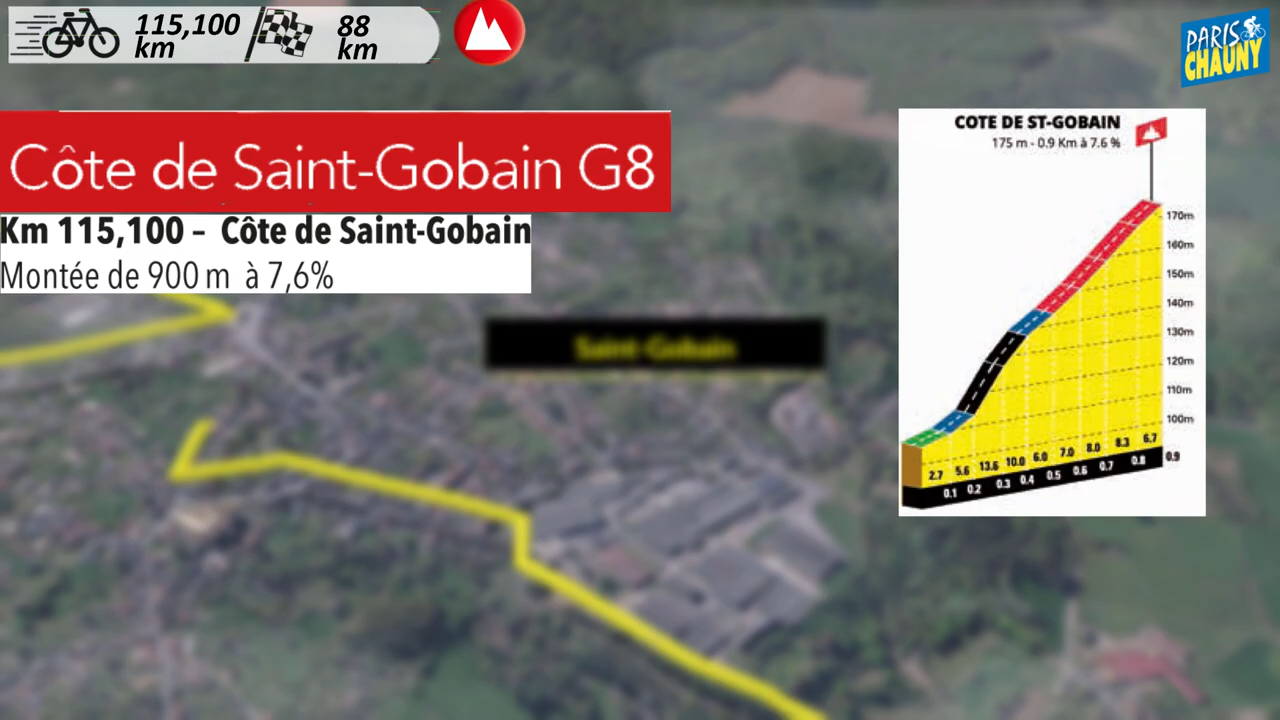 115,100
km
88
km
PARIS
CHAUNY
Côte de Saint-Gobain G8
Km 115,100 – Côte de Saint-Gobain
Montée de 900 m à 7,6%
Saint-Gobain
COTE DE ST-GOBAIN
175 m - 0.9 Km à 7.6 %
170m
160m
150m
140m
130m
120m
110m
100m
2.7 5.6 13.6 10.0 6.0 7.0 8.0 8.3 6.7
0.1 0.2 0.3 0.4 0.5 0.6 0.7 0.8 0.9